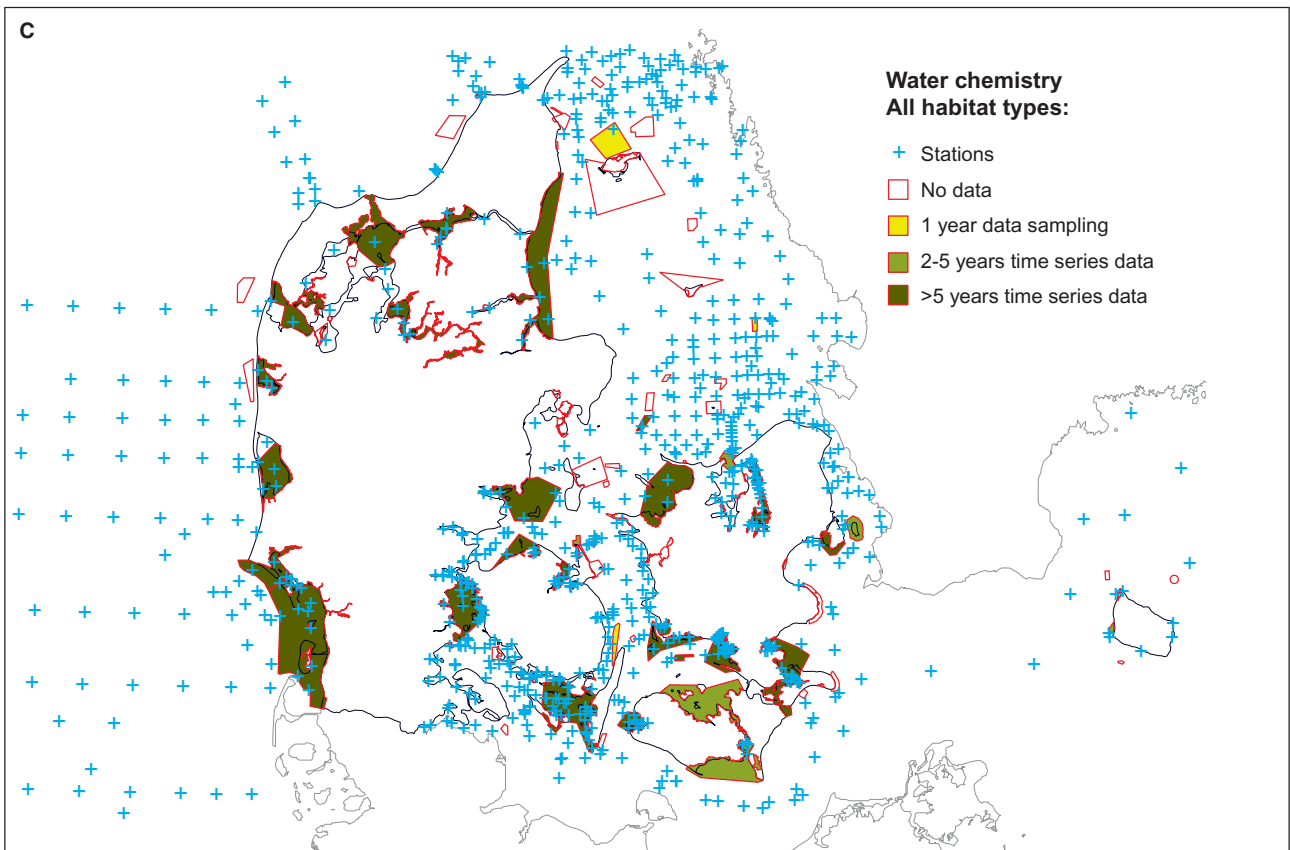 C
Water chemistry
All habitat types:
Stations
No data
1 year data sampling
2-5 years time series data
>5 years time series data